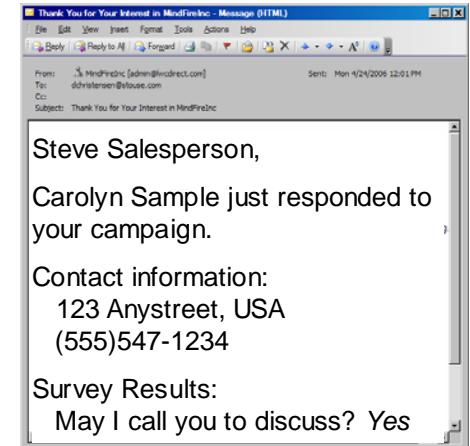 Thank You for Your Interest in MindFireInc - Message (HTML)
File Edit View Insert Format Tools Actions Help
Reply Reply to All Forward
From: MindFireInc [admin@lwcdirect.com] Sent: Mon 4/24/2006 12:01 PM
To: dchristensen@stouse.com
Cc:
Subject: Thank You for Your Interest in MindFireInc
Steve Salesperson,
Carolyn Sample just responded to
your campaign.
Contact information:
123 Anystreet, USA
(555)547-1234
Survey Results:
May I call you to discuss? Yes